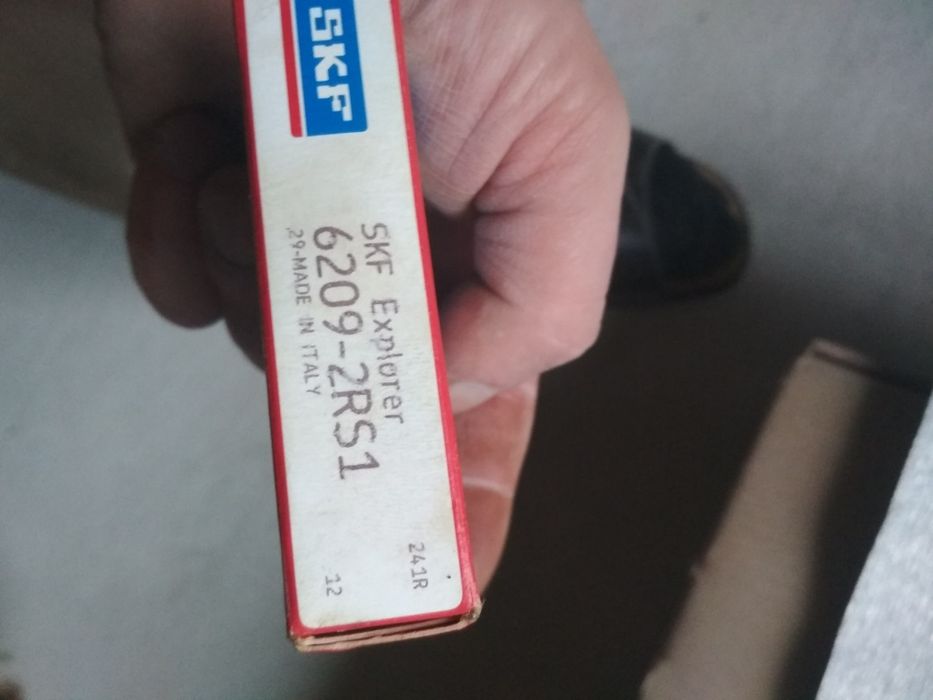 SKF
SKF Explorer
6209-2RS1
29-MADE IN ITALY
241R
12